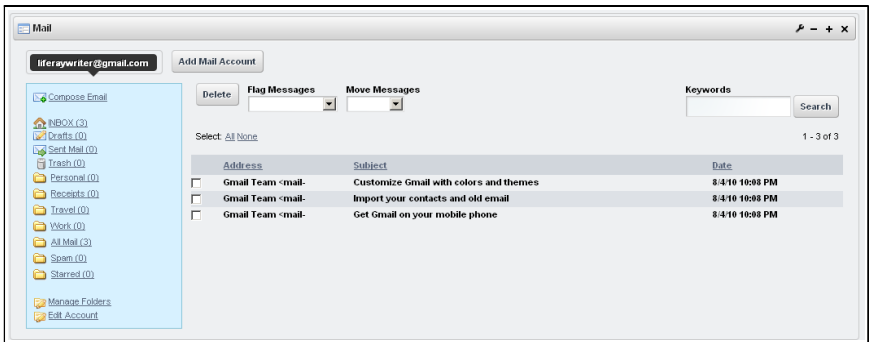 Mail
liferaywriter@gmail.com Add Mail Account
Compose Email
INBOX (3)
Drafts (0)
Sent Mail (0)
Trash (0)
Personal (0)
Receipts (0)
Travel (0)
Work (0)
All Mail (3)
Spam (0)
Starred (0)
Manage Folders
Edit Account
Delete Flag Messages Move Messages Keywords Search
Select: All None 1 - 3 of 3
Address Subject Date
Gmail Team <mail- Customize Gmail with colors and themes 8/4/10 10:08 PM
Gmail Team <mail- Import your contacts and old email 8/4/10 10:08 PM
Gmail Team <mail- Get Gmail on your mobile phone 8/4/10 10:08 PM